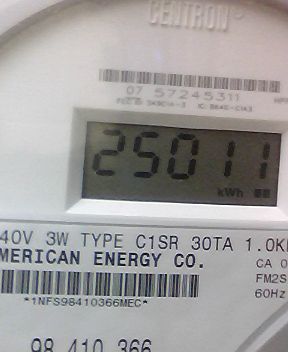 CENTRON®
07 57245311
25011
kWh
40V 3W TYPE C1SR 30TA 1.0K
MERICAN ENERGY CO.
CA 0
FM2S
60Hz
*1NFS98410366MEC*
98 410 366